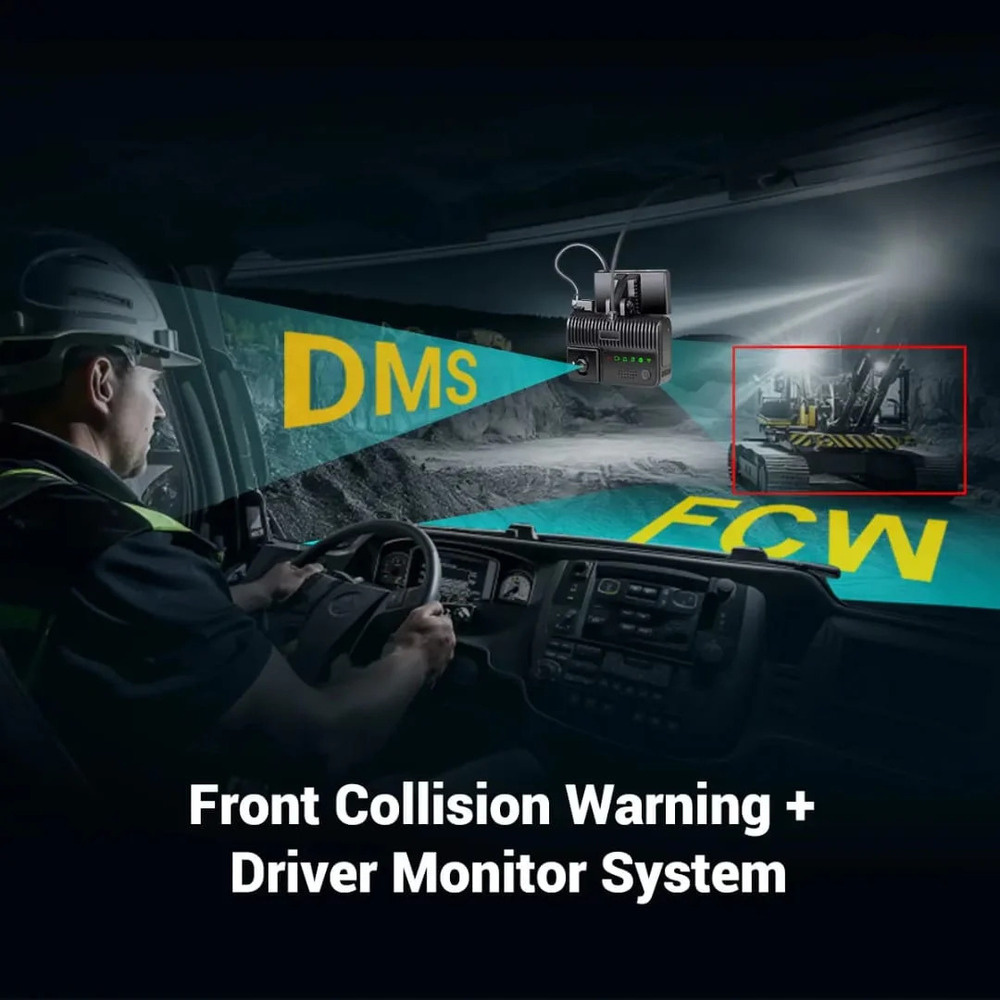 DMS
FCW
Front Collision Warning +
Driver Monitor System